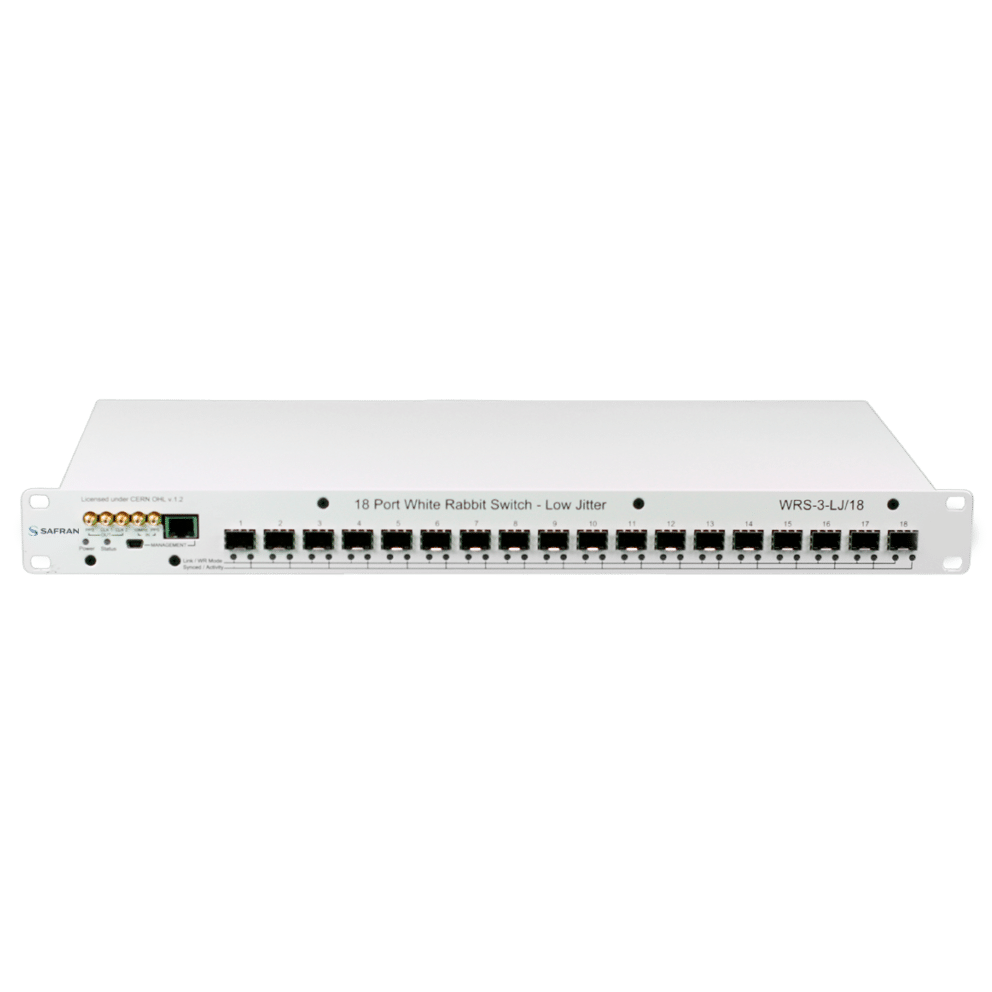 Licensed under CERN OHL v 1.2
18 Port White Rabbit Switch - Low Jitter
WRS-3-LJ/18
SAFRAN
1 2 3 4 5 6 7 8 9 10 11 12 13 14 15 16 17 18
Power Status
MANAGEMENT
Link / WR Mode
Synced / Activity